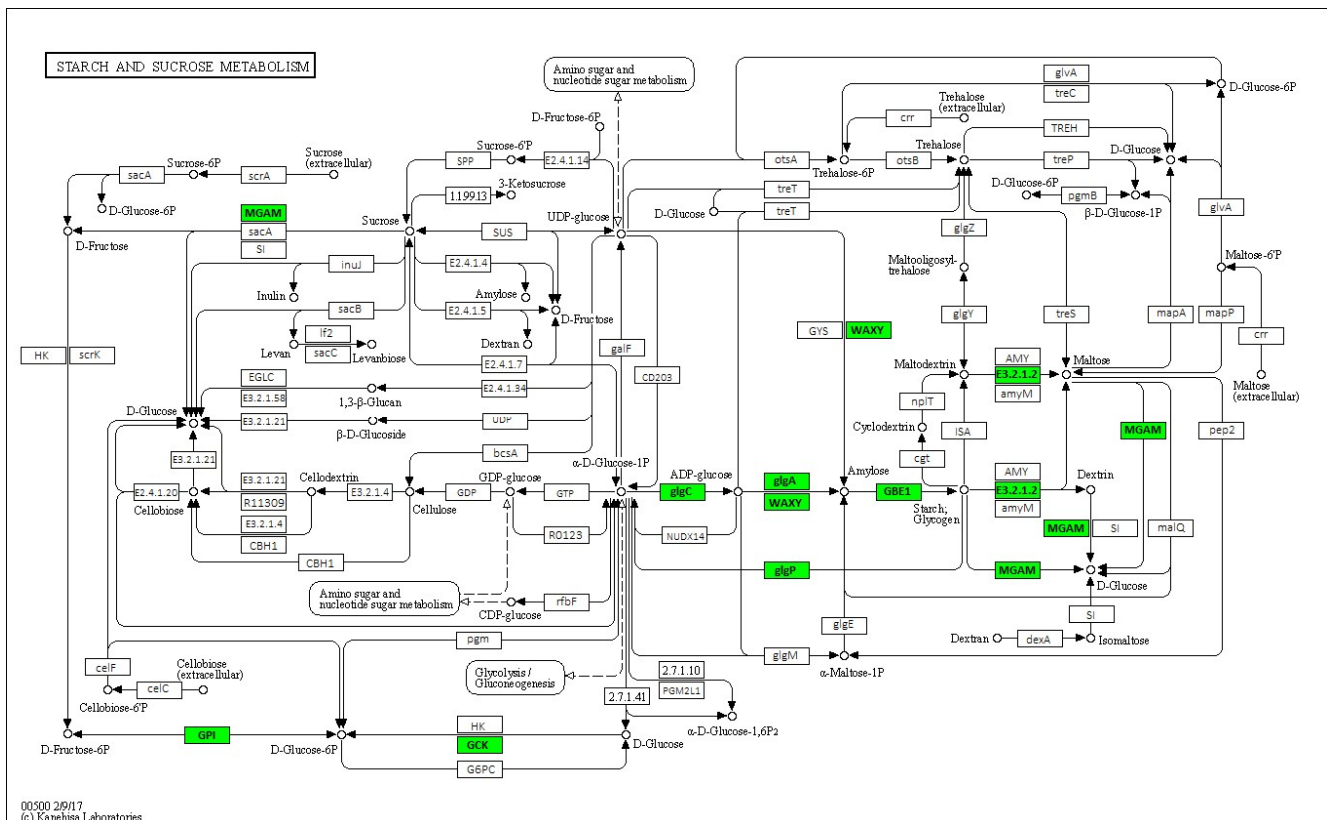 STARCH AND SUCROSE METABOLISM
Amino sugar and
nucleotide sugar metabolism
glvA
treC
D-Glucose-6P
D-Fructose-6P
Trehalose
(extracellular)
crr
TREH
Sucrose-6P
Sucrose
(extracellular)
Sucrose-6'P
SPP
E2.4.1.14
otsA
otsB
Trehalose
treP
D-Glucose
sacA
scrA
Trehalose-6P
D-Glucose-6P
pgmB
D-Glucose-6P
1.1.99.13
3-Ketosucrose
treT
D-Glucose
treT
β-D-Glucose-1P
glvA
MGAM
sacA
SI
D-Fructose
Sucrose
SUS
UDP-glucose
glgZ
Maltose-6'P
inuJ
E2.4.1.4
Maltooligosyl-
trehalose
Inulin
Amylose
sacB
E2.4.1.5
D-Fructose
glgY
treS
mapA
mapP
lf2
sacC
Levan
Levanbiose
Dextran
GYS
WAXY
crr
HK
scrK
E2.4.1.7
galF
CD203
Maltodextrin
AMY
E3.2.1.2
amyM
Maltose
Maltose
(extracellular)
EGLC
E3.2.1.58
1,3-β-Glucan
E2.4.1.34
nplT
D-Glucose
E3.2.1.21
β-D-Glucoside
UDP
Cyclodextrin
ISA
MGAM
pep2
E3.2.1.21
bcsA
α-D-Glucose-1P
cgt
E2.4.1.20
Cellobiose
E3.2.1.21
R11309
E3.2.1.4
CBH1
Cellodextrin
E3.2.1.4
Cellulose
GDP
GDP-glucose
GTP
glgC
ADP-glucose
glgA
WAXY
Amylose
GBE1
Starch;
Glycogen
AMY
E3.2.1.2
amyM
Dextrin
MGAM
SI
malQ
R0123
NUDX14
CBH1
glgP
MGAM
D-Glucose
Amino sugar and
nucleotide sugar metabolism
CDP-glucose
rfbF
SI
glgE
Dextran
dexA
Isomaltose
pgm
glgM
α-Maltose-1P
celF
Cellobiose
(extracellular)
celC
Cellobiose-6'P
Glycolysis /
Gluconeogenesis
2.7.1.10
PGM2L1
2.7.1.41
α-D-Glucose-1,6P2
D-Fructose-6P
GPI
D-Glucose-6P
HK
GCK
D-Glucose
G6PC
00500 2/9/17
(c) Kanehisa Laboratories